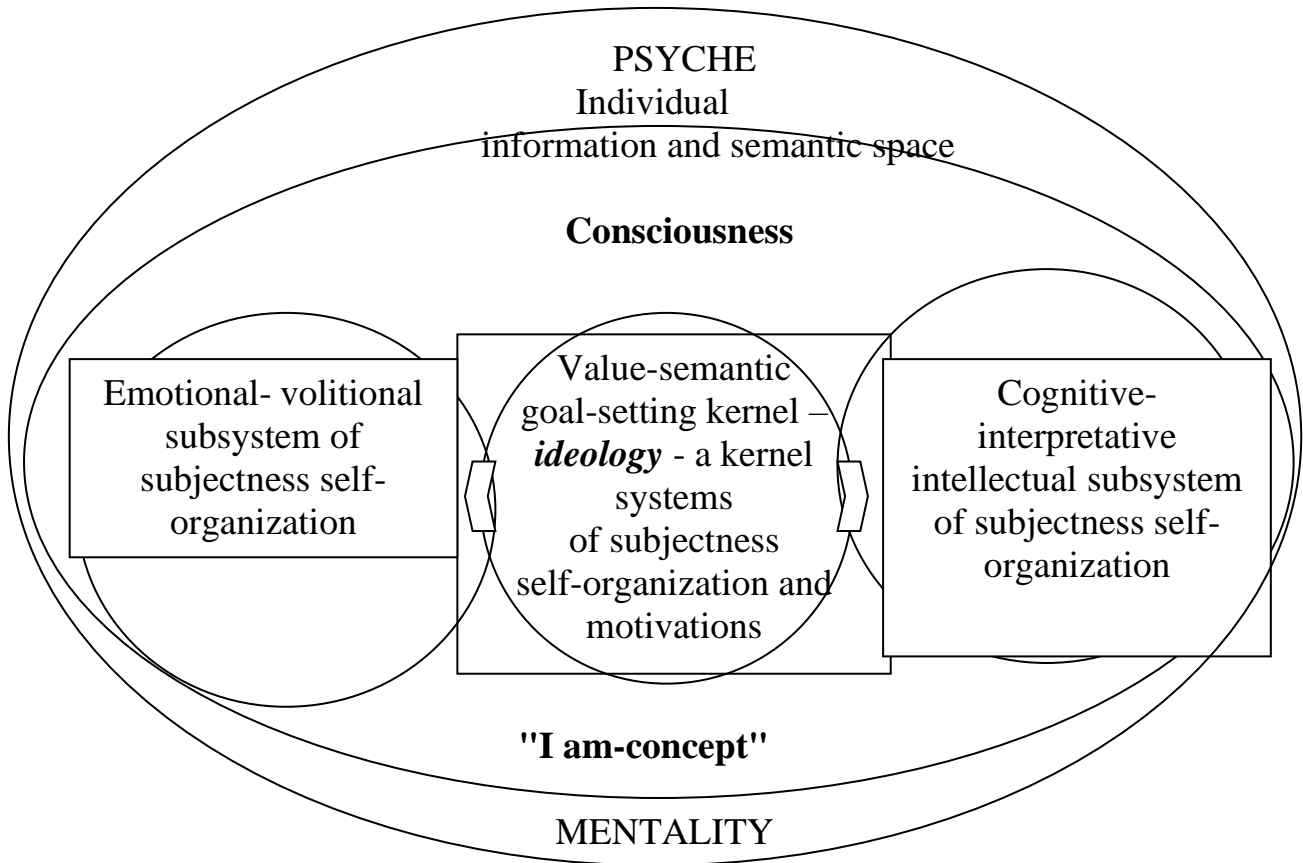 PSYCHE
Individual
information and semantic space
Consciousness
Emotional- volitional
subsystem of
subjectness self-
organization
Value-semantic
goal-setting kernel –
ideology - a kernel
systems
of subjectness
self-organization and
motivations
Cognitive-
interpretative
intellectual subsystem
of subjectness self-
organization
"I am-concept"
MENTALITY